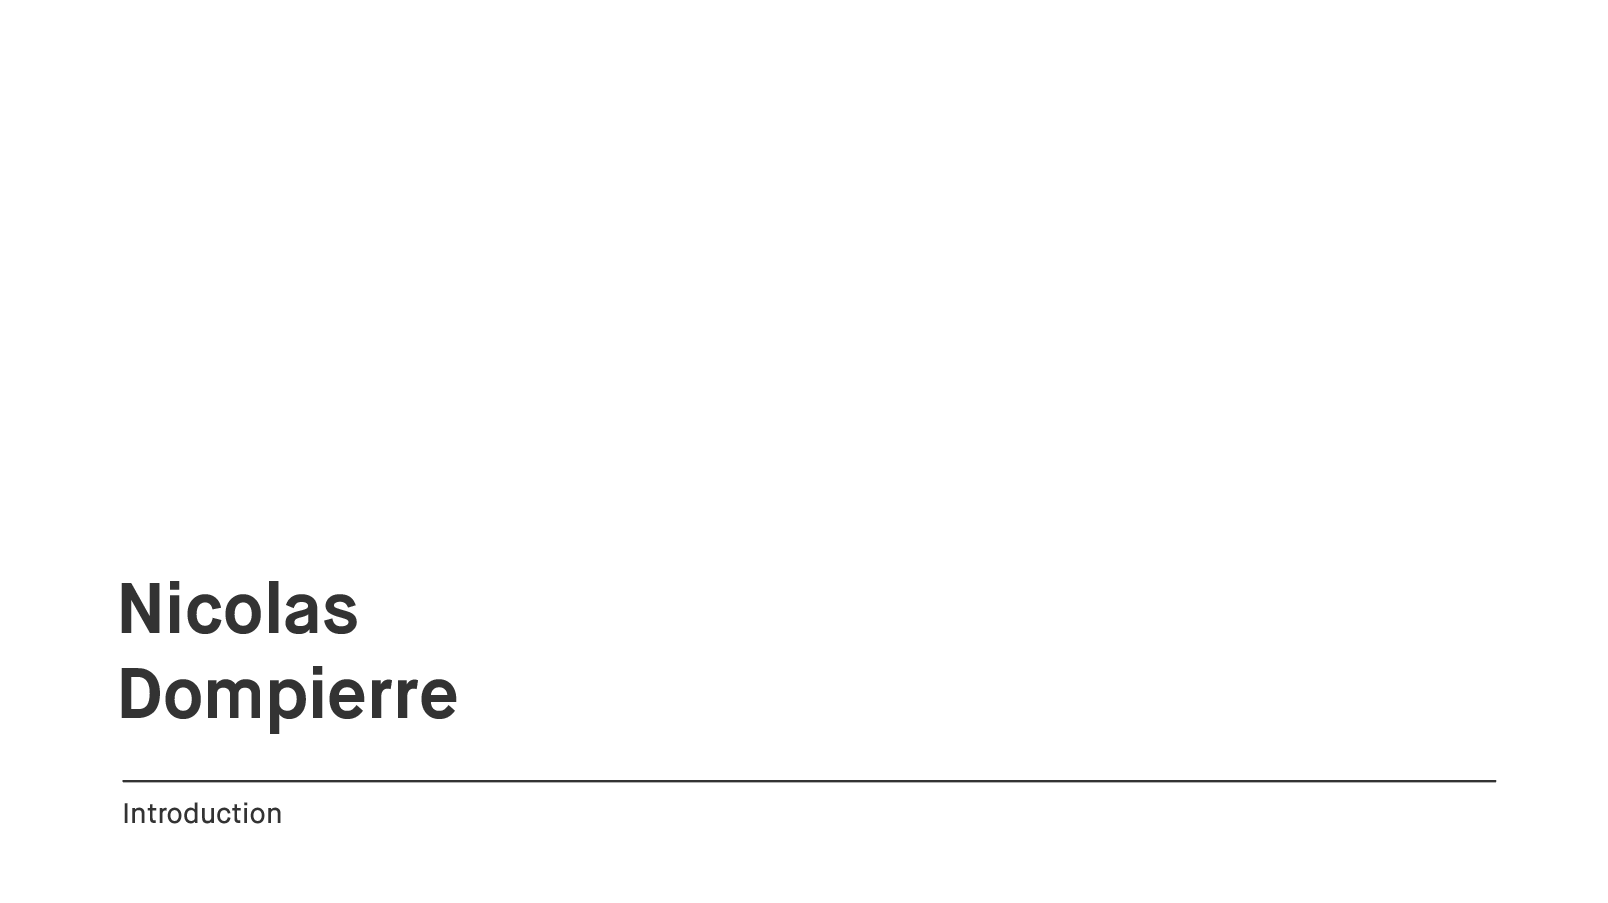 Nicolas
Dompierre
Introduction